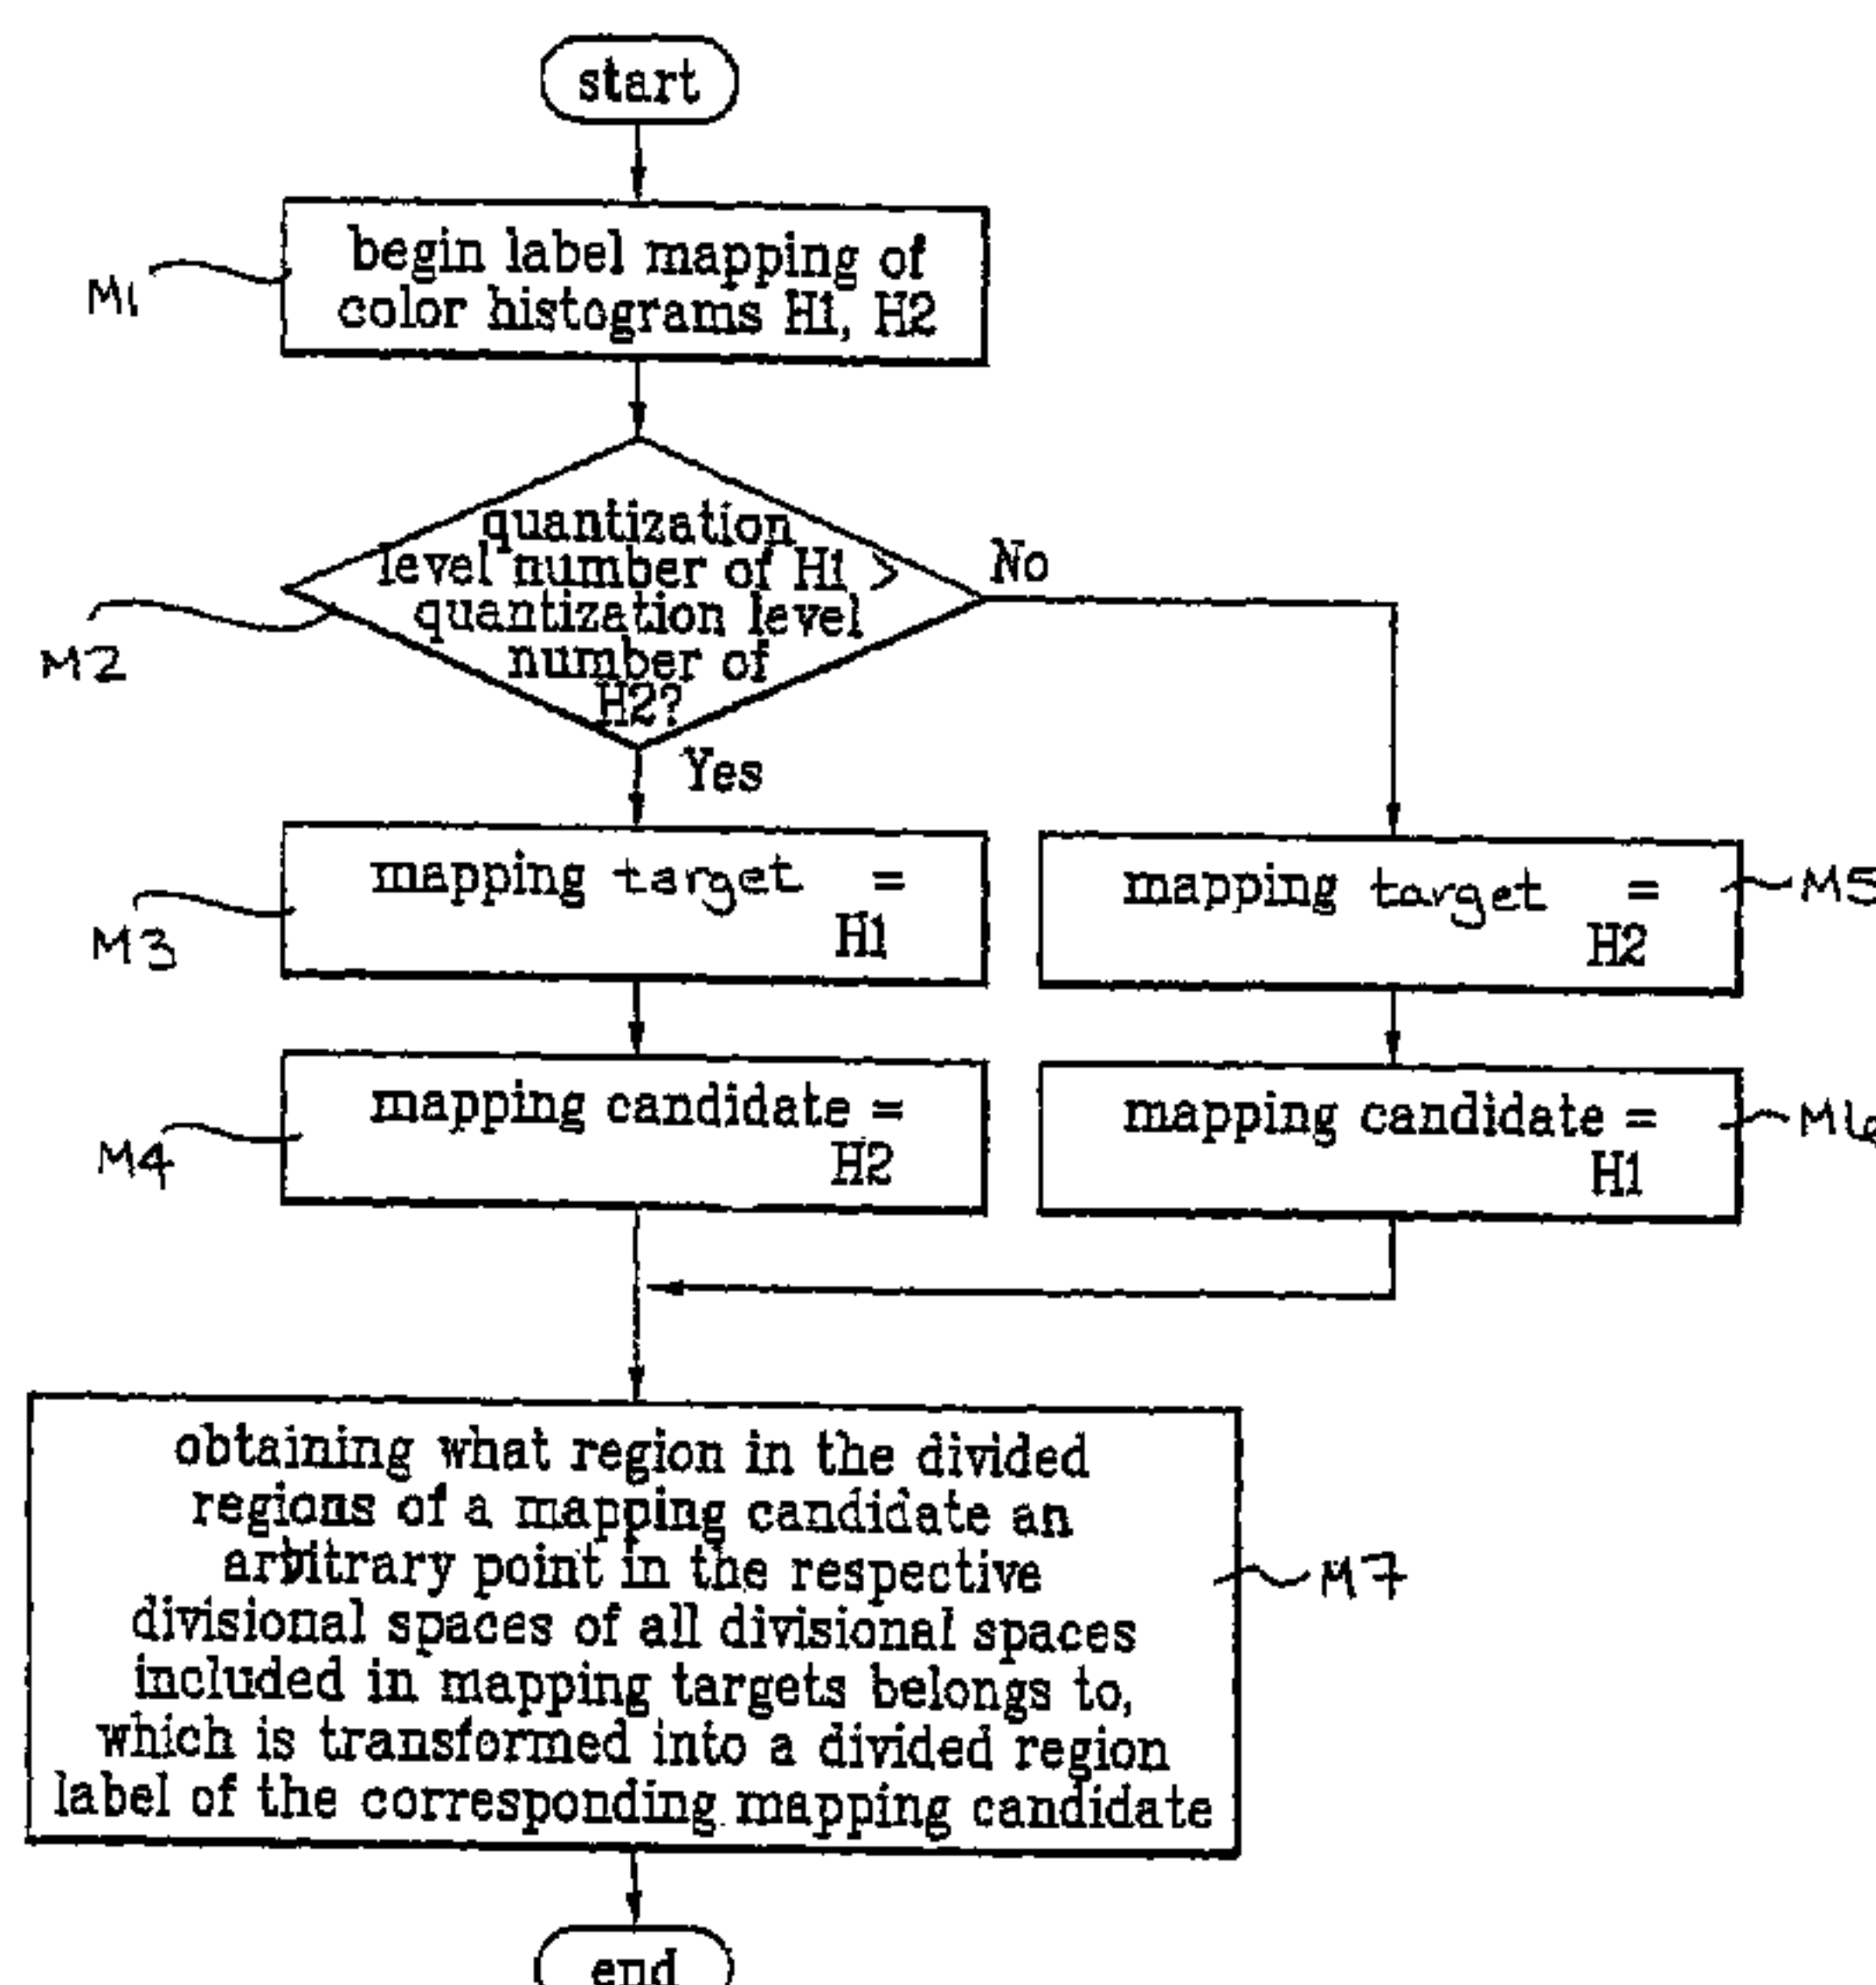 start
M1
begin label mapping of
color histograms H1, H2
M2
quantization
level number of H1 >
quantization level
number of
H2?
No
Yes
M3
mapping target =
H1
mapping target =
H2
M5
M4
mapping candidate =
H2
mapping candidate =
H1
M6
obtaining what region in the divided
regions of a mapping candidate an
arbitrary point in the respective
divisional spaces of all divisional spaces
included in mapping targets belongs to,
which is transformed into a divided region
label of the corresponding mapping candidate
M7
end